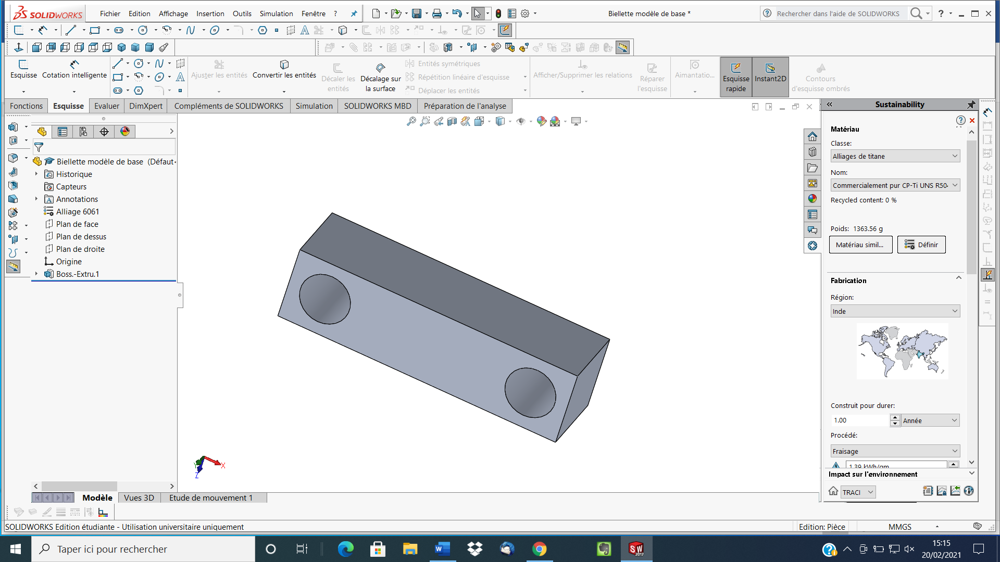 SOLIDWORKS
Fichier Edition Affichage Insertion Outils Simulation Fenêtre ?
Biellette modèle de base *
Rechercher dans l'aide de SOLIDWORKS
Esquisse
Cotation intelligente
Ajuster les entités
Convertir les entités
Décaler les entités
Décalage sur la surface
Entités symétriques
Répétition linéaire d'esquisse
Déplacer les entités
Afficher/Supprimer les relations
Réparer l'esquisse
Aimantatio...
Esquisse rapide
Instant2D
Contours d'esquisse ombrés
Fonctions Esquisse Evaluer DimXpert Compléments de SOLIDWORKS Simulation SOLIDWORKS MBD Préparation de l'analyse
Biellette modèle de base (Défaut<
Historique
Capteurs
Annotations
Alliage 6061
Plan de face
Plan de dessus
Plan de droite
Origine
Boss.-Extru.1
X
Y
Z
Sustainability
Matériau
Classe:
Alliages de titane
Nom:
Commercialement pur CP-Ti UNS R50
Recycled content: 0 %
Poids: 1363.56 g
Matériau simil...
Définir
Fabrication
Région:
Inde
Construit pour durer:
1.00
Année
Procédé:
Fraisage
1.39 kWh/gm
Impact sur l'environnement
TRACI
Modèle Vues 3D Etude de mouvement 1
SOLIDWORKS Edition étudiante - Utilisation universitaire uniquement
Edition: Pièce
MMGS
Taper ici pour rechercher
SW
2017
15:15
20/02/2021